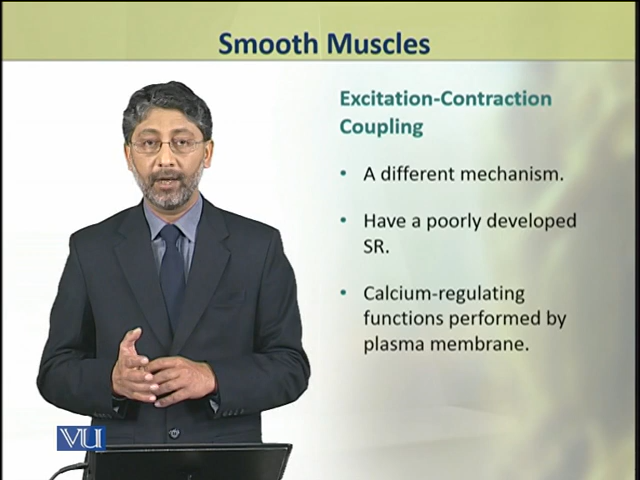 Smooth Muscles
Excitation-Contraction
Coupling
• A different mechanism.
• Have a poorly developed
SR.
• Calcium-regulating
functions performed by
plasma membrane.
VU